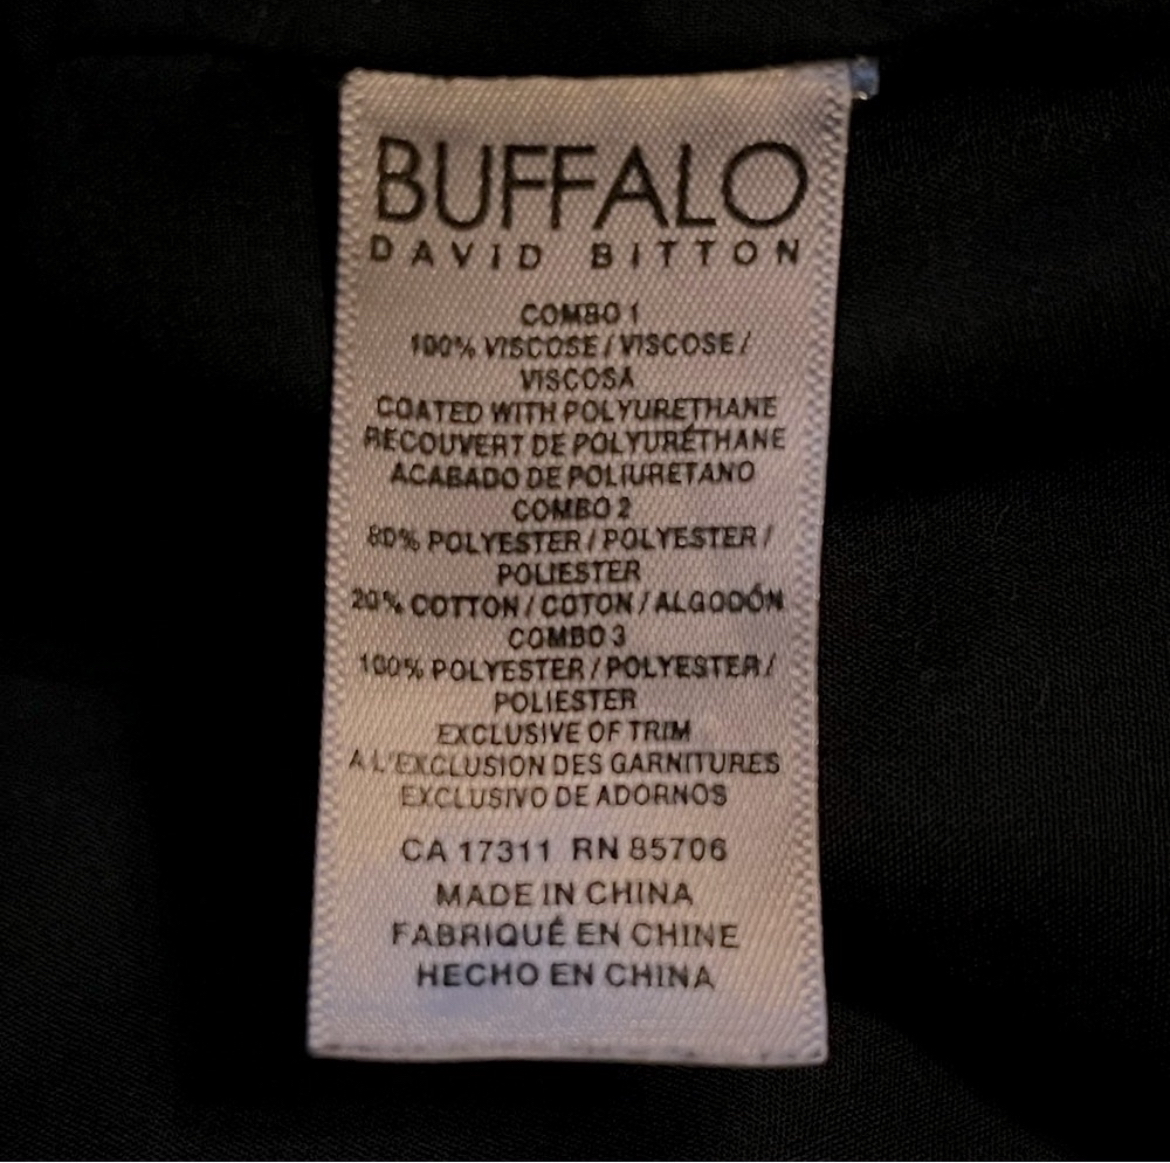 BUFFALO
DAVID BITTON
COMBO 1
100% VISCOSE / VISCOSE /
VISCOSA
COATED WITH POLYURETHANE
RECOUVERT DE POLYURÉTHANE
ACABADO DE POLIURETANO
COMBO 2
80% POLYESTER / POLYESTER /
POLIESTER
20% COTTON / COTON / ALGODÓN
COMBO 3
100% POLYESTER / POLYESTER /
POLIESTER
EXCLUSIVE OF TRIM
A L'EXCLUSION DES GARNITURES
EXCLUSIVO DE ADORNOS
CA 17311 RN 85706
MADE IN CHINA
FABRIQUÉ EN CHINE
HECHO EN CHINA